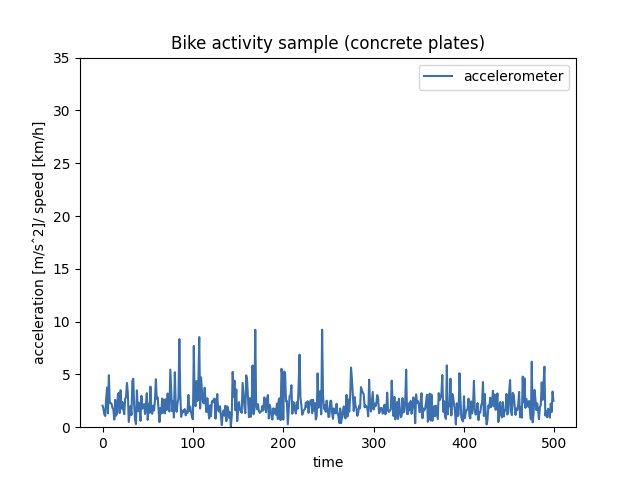 Bike activity sample (concrete plates)
accelerometer
35
30
25
20
15
10
5
0
acceleration [m/s^2]/ speed [km/h]
0 100 200 300 400 500
time